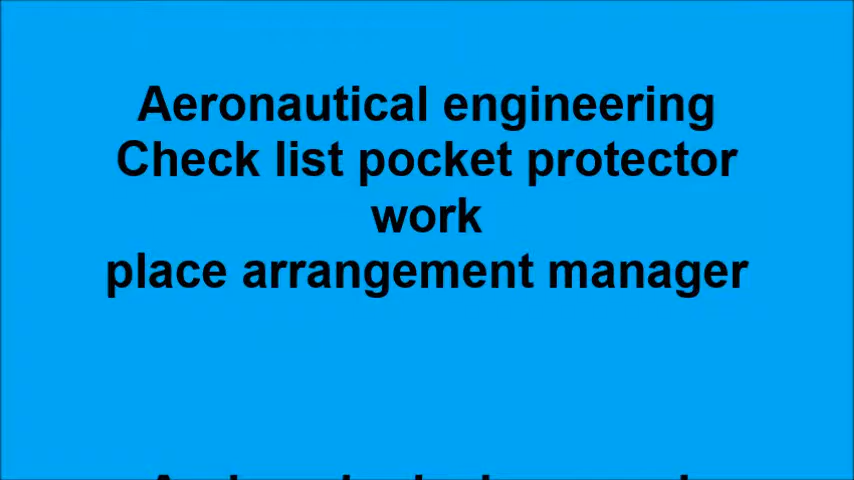 Aeronautical engineering
Check list pocket protector
work
place arrangement manager